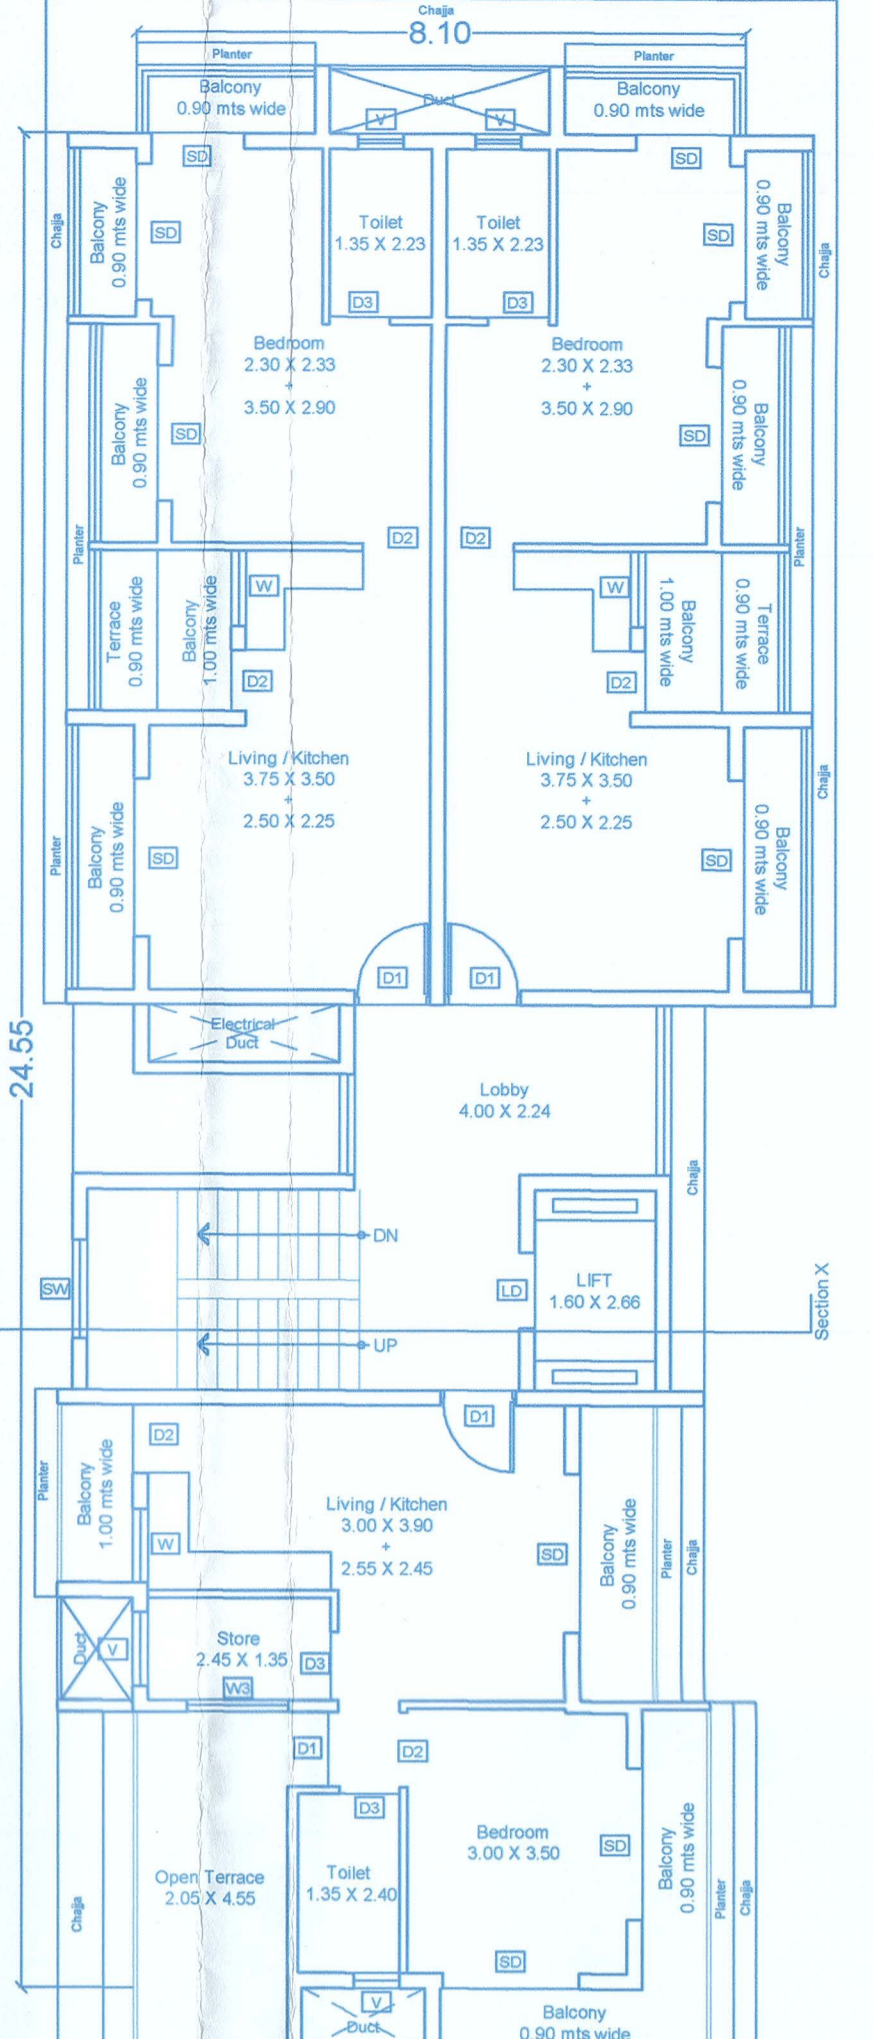 Chajja
8.10
Planter
Planter
Balcony
0.90 mts wide
Duct
Balcony
0.90 mts wide
V
V
SD
SD
Chajja
Balcony
0.90 mts wide
SD
Toilet
1.35 X 2.23
Toilet
1.35 X 2.23
SD
Balcony
0.90 mts wide
Chajja
D3
D3
Bedroom
2.30 X 2.33
+
3.50 X 2.90
Bedroom
2.30 X 2.33
+
3.50 X 2.90
Balcony
0.90 mts wide
SD
SD
Balcony
0.90 mts wide
Planter
D2
D2
Planter
Terrace
0.90 mts wide
Balcony
1.00 mts wide
W
W
Balcony
1.00 mts wide
Terrace
0.90 mts wide
D2
D2
Living / Kitchen
3.75 X 3.50
+
2.50 X 2.25
Living / Kitchen
3.75 X 3.50
+
2.50 X 2.25
Chajja
Planter
Balcony
0.90 mts wide
SD
SD
Balcony
0.90 mts wide
D1
D1
24.55
Electrical
Duct
Lobby
4.00 X 2.24
Chajja
DN
SW
LD
LIFT
1.60 X 2.66
Section X
UP
D1
D2
Planter
Balcony
1.00 mts wide
Living / Kitchen
3.00 X 3.90
+
2.55 X 2.45
W
SD
Balcony
0.90 mts wide
Planter
Chajja
Duct
V
Store
2.45 X 1.35
D3
W3
D1
D2
D3
Bedroom
3.00 X 3.50
SD
Balcony
0.90 mts wide
Planter
Chajja
Chajja
Open Terrace
2.05 X 4.55
Toilet
1.35 X 2.40
SD
V
Duct
Balcony
0.90 mts wide